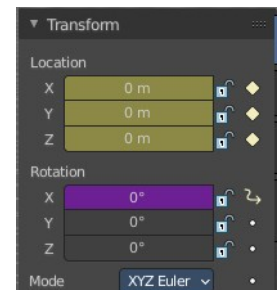 Transform
Location
X 0 m
Y 0 m
Z 0 m
Rotation
X 0°
Y 0°
Z 0°
Mode XYZ Euler